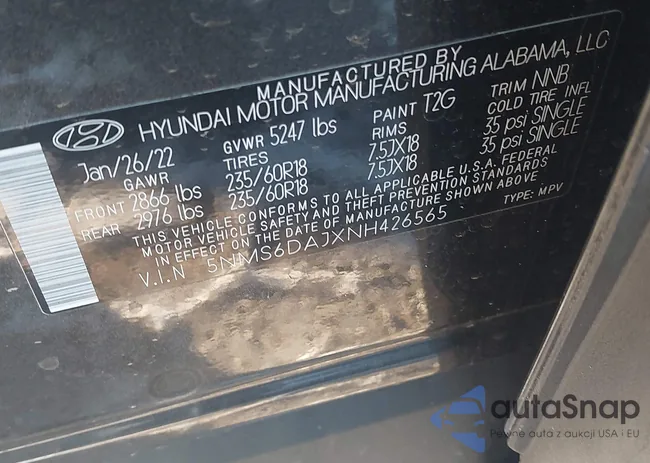 MANUFACTURED BY
HYUNDAI MOTOR MANUFACTURING ALABAMA, LLC
Jan/26/22 GVWR 5247 lbs PAINT T2G TRIM NNB
GAWR TIRES RIMS COLD TIRE INFL
FRONT 2866 lbs 235/60R18 7.5JX18 35 psi SINGLE
REAR 2976 lbs 235/60R18 7.5JX18 35 psi SINGLE
THIS VEHICLE CONFORMS TO ALL APPLICABLE U.S.A. FEDERAL
MOTOR VEHICLE SAFETY AND THEFT PREVENTION STANDARDS
IN EFFECT ON THE DATE OF MANUFACTURE SHOWN ABOVE
V.I.N 5NMS6DAJXNH426565 TYPE: MPV
autaSnap
Pewne auta z aukcji USA i EU